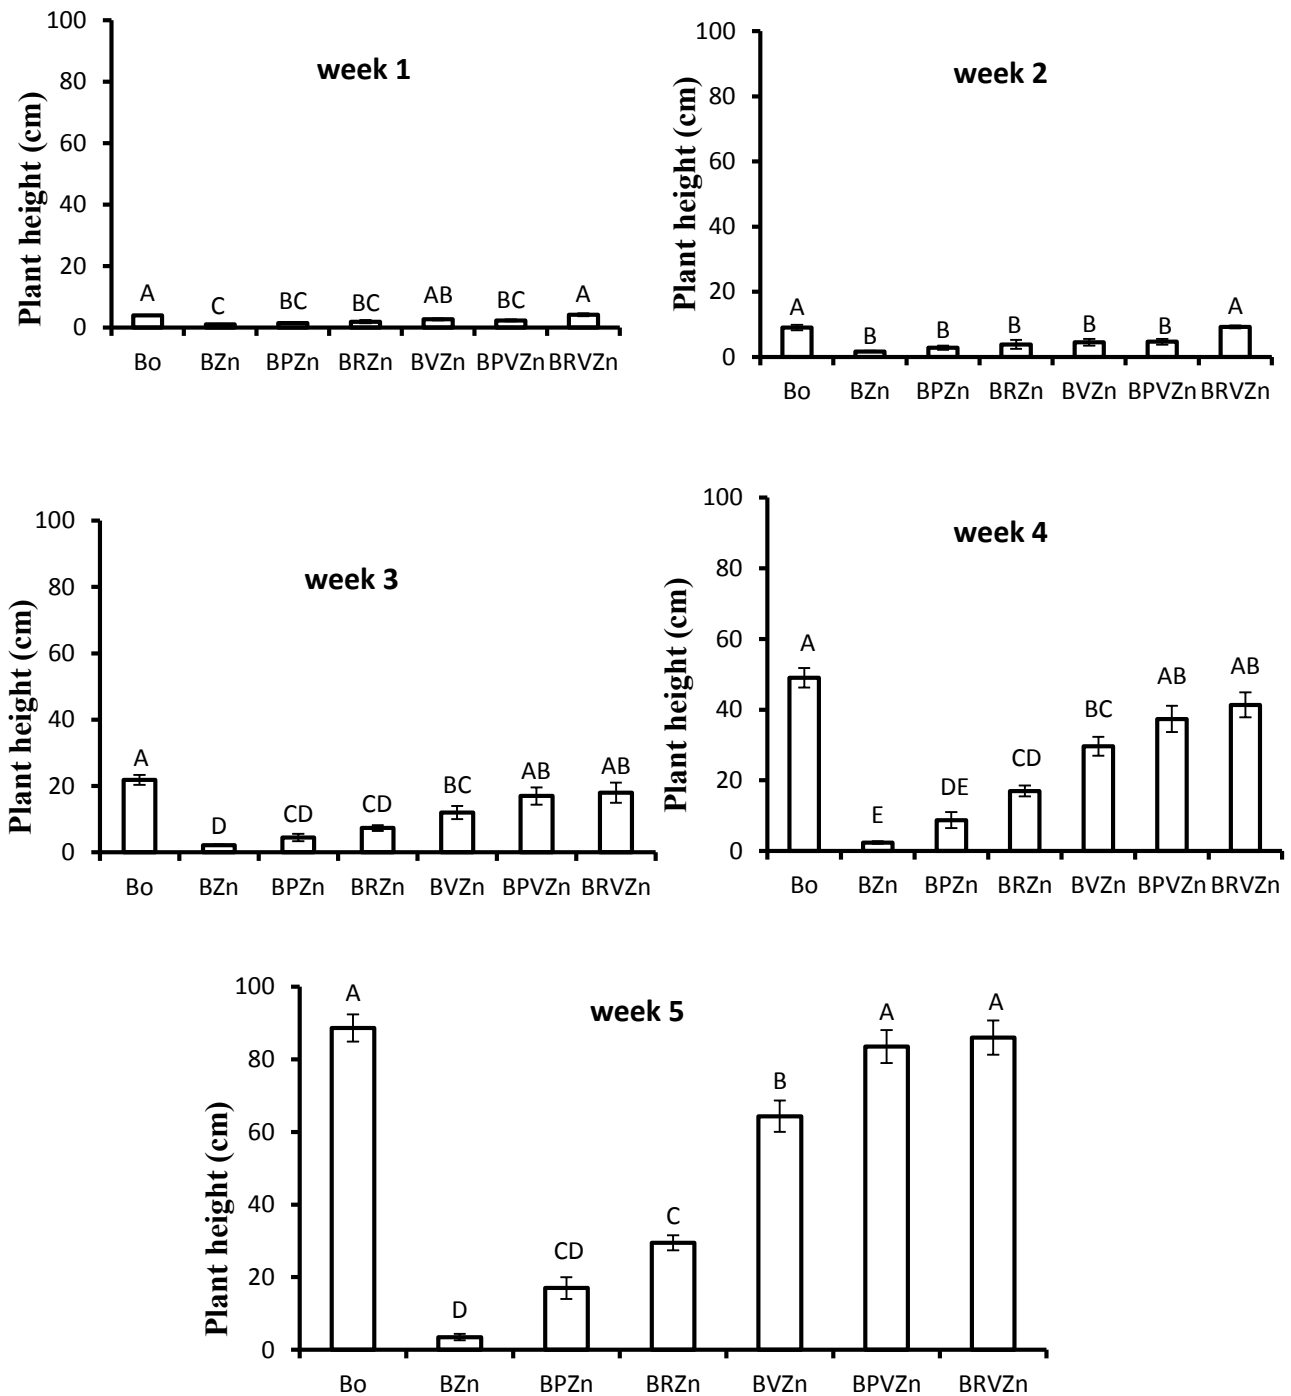 week 1
Plant height (cm)
100
80
60
40
20
0
A C BC BC AB BC A
Bo BZn BPZn BRZn BVZn BPVZn BRVZn
week 2
Plant height (cm)
100
80
60
40
20
0
A B B B B B A
Bo BZn BPZn BRZn BVZn BPVZn BRVZn
week 3
Plant height (cm)
100
80
60
40
20
0
A D CD CD BC AB AB
Bo BZn BPZn BRZn BVZn BPVZn BRVZn
week 4
Plant height (cm)
100
80
60
40
20
0
A E DE CD BC AB AB
Bo BZn BPZn BRZn BVZn BPVZn BRVZn
week 5
Plant height (cm)
100
80
60
40
20
0
A D CD C B A A
Bo BZn BPZn BRZn BVZn BPVZn BRVZn